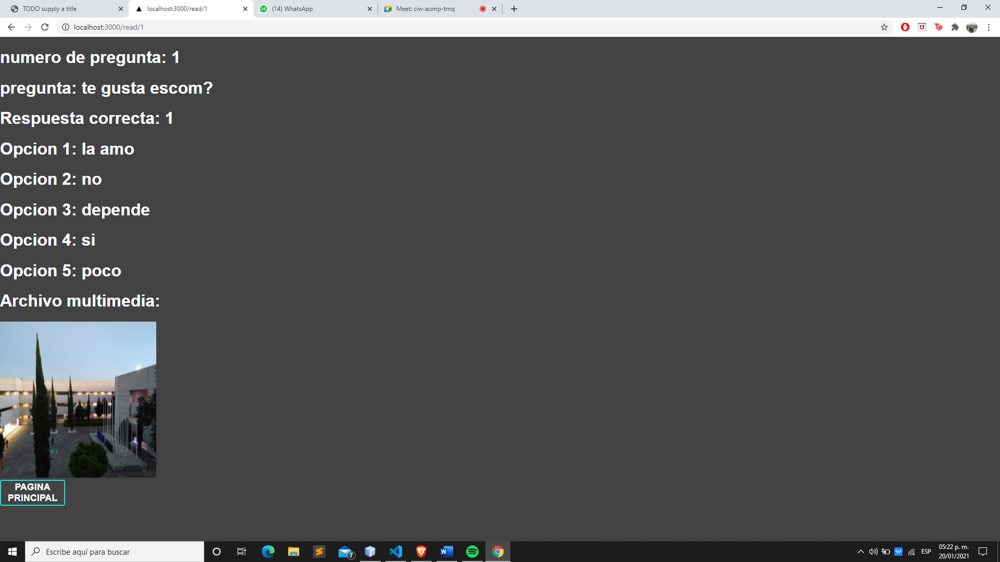 TODO supply a title
localhost:3000/read/1
(14) WhatsApp
Meet: ciw-aomp-tmq
localhost:3000/read/1
numero de pregunta: 1
pregunta: te gusta escom?
Respuesta correcta: 1
Opcion 1: la amo
Opcion 2: no
Opcion 3: depende
Opcion 4: si
Opcion 5: poco
Archivo multimedia:
PAGINA
PRINCIPAL
Escribe aquí para buscar
7
ESP
05:22 p. m.
20/01/2021